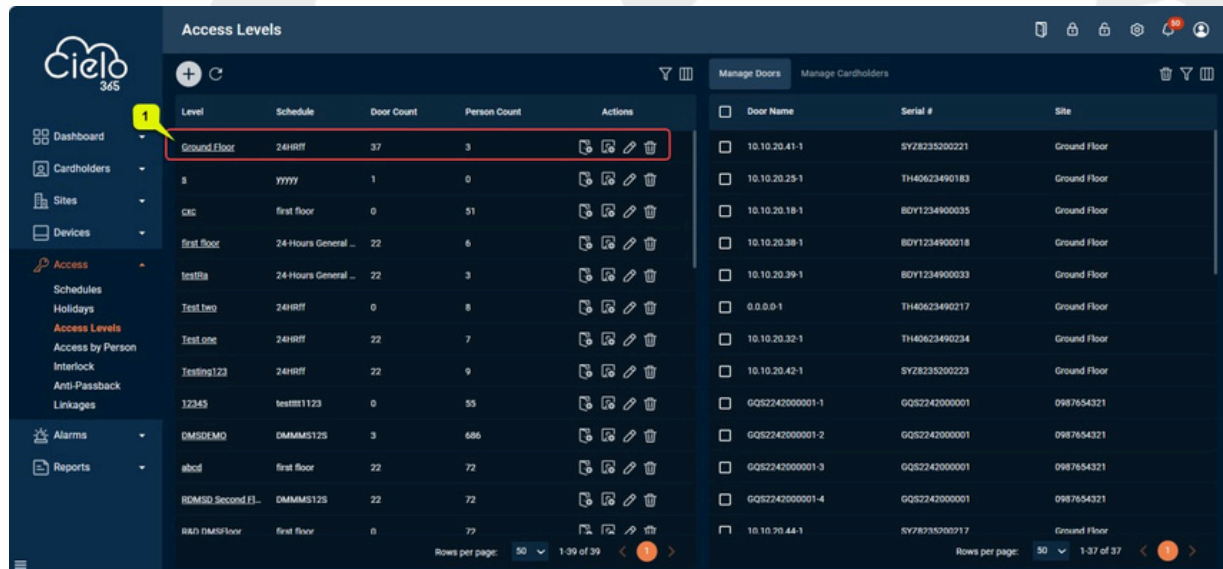 Cielo
365
Access Levels
50
1
Dashboard
Cardholders
Sites
Devices
Access
Schedules
Holidays
Access Levels
Access by Person
Interlock
Anti-Passback
Linkages
Alarms
Reports
Level Schedule Door Count Person Count Actions
Ground Floor 24HRff 37 3
s yyyyy 1 0
cxc first floor 0 51
first floor 24-Hours General ... 22 6
testRa 24-Hours General ... 22 3
Test two 24HRff 0 8
Test one 24HRff 22 7
Testing123 24HRff 22 9
12345 testttt1123 0 55
DMSDEMO DMMMS12S 3 686
abcd first floor 22 72
RDMSD Second Fl... DMMMS12S 22 72
R&D DMSFloor first floor 0 72
Rows per page: 50 1-39 of 39 1
Manage Doors Manage Cardholders
Door Name Serial # Site
10.10.20.41-1 SYZ8235200221 Ground Floor
10.10.20.25-1 TH40623490183 Ground Floor
10.10.20.18-1 BDY1234900035 Ground Floor
10.10.20.38-1 BDY1234900018 Ground Floor
10.10.20.39-1 BDY1234900033 Ground Floor
0.0.0.0-1 TH40623490217 Ground Floor
10.10.20.32-1 TH40623490234 Ground Floor
10.10.20.42-1 SYZ8235200223 Ground Floor
GQS2242000001-1 GQS2242000001 0987654321
GQS2242000001-2 GQS2242000001 0987654321
GQS2242000001-3 GQS2242000001 0987654321
GQS2242000001-4 GQS2242000001 0987654321
10.10.20.44-1 SYZ8235200217 Ground Floor
Rows per page: 50 1-37 of 37 1